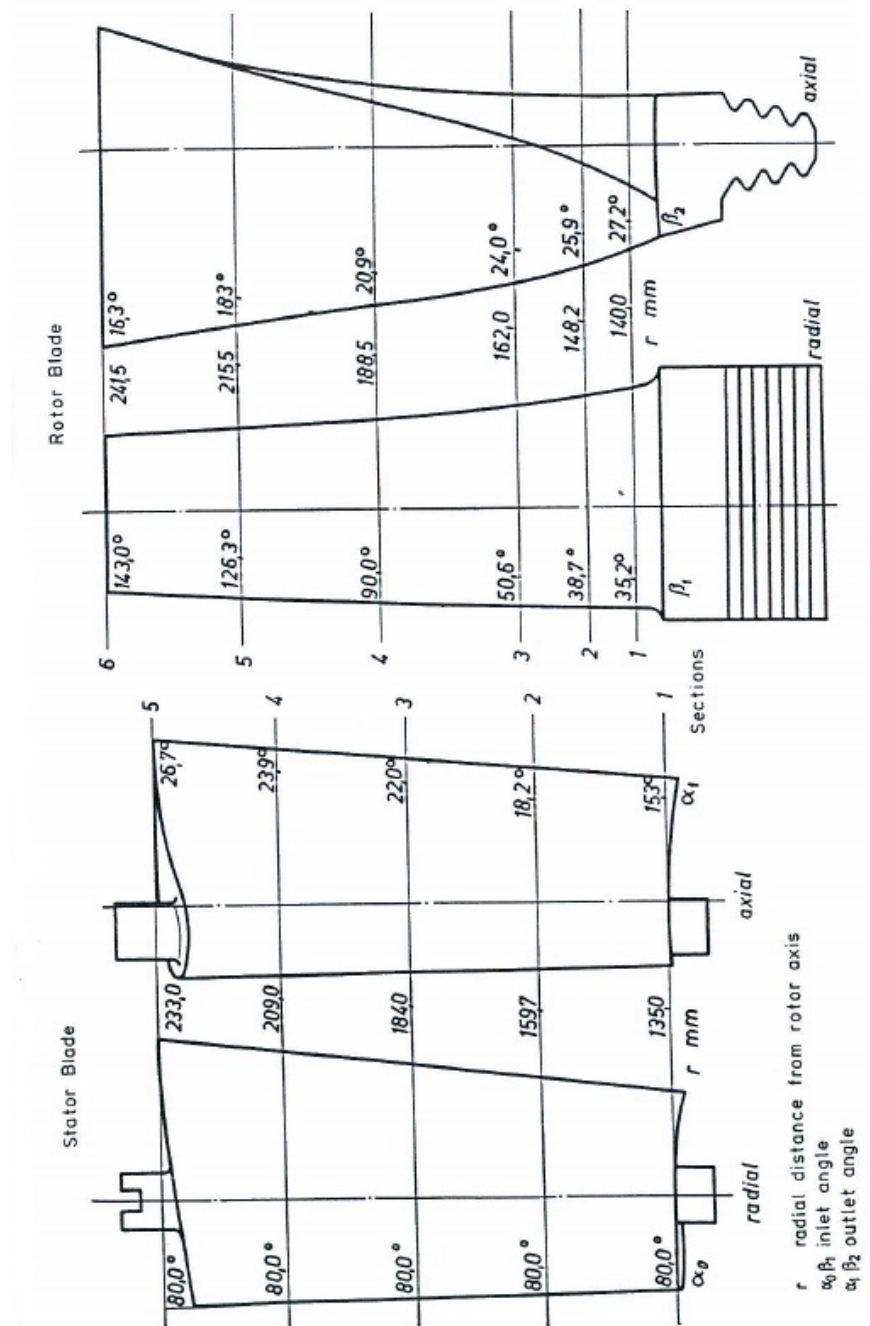 Stator Blade
80,0°
233,0
26,7°
5
80,0°
209,0
23,9°
4
80,0°
184,0
22,0°
3
80,0°
159,7
18,2°
2
80,0°
135,0
15,3°
1
α₀
r mm
α₁
Sections
radial
axial
Rotor Blade
6
143,0°
241,5
16,3°
5
126,3°
215,5
18,3°
4
90,0°
188,5
20,9°
3
50,6°
162,0
24,0°
2
38,7°
148,2
25,9°
1
35,2°
140,0
27,2°
β₁
r mm
β₂
radial
axial
r radial distance from rotor axis
α₀ β₁ inlet angle
α₁ β₂ outlet angle